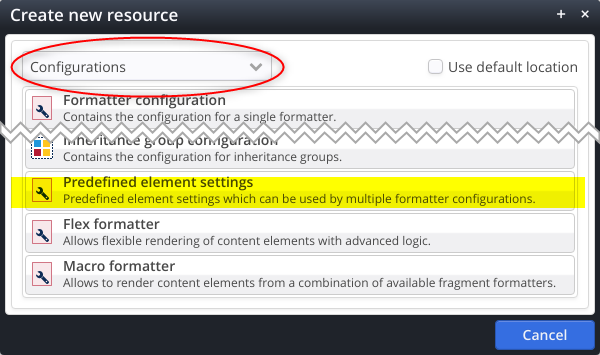 Create new resource
Configurations
Use default location
Formatter configuration
Contains the configuration for a single formatter.
Inheritance group configuration
Contains the configuration for inheritance groups.
Predefined element settings
Predefined element settings which can be used by multiple formatter configurations.
Flex formatter
Allows flexible rendering of content elements with advanced logic.
Macro formatter
Allows to render content elements from a combination of available fragment formatters.
Cancel